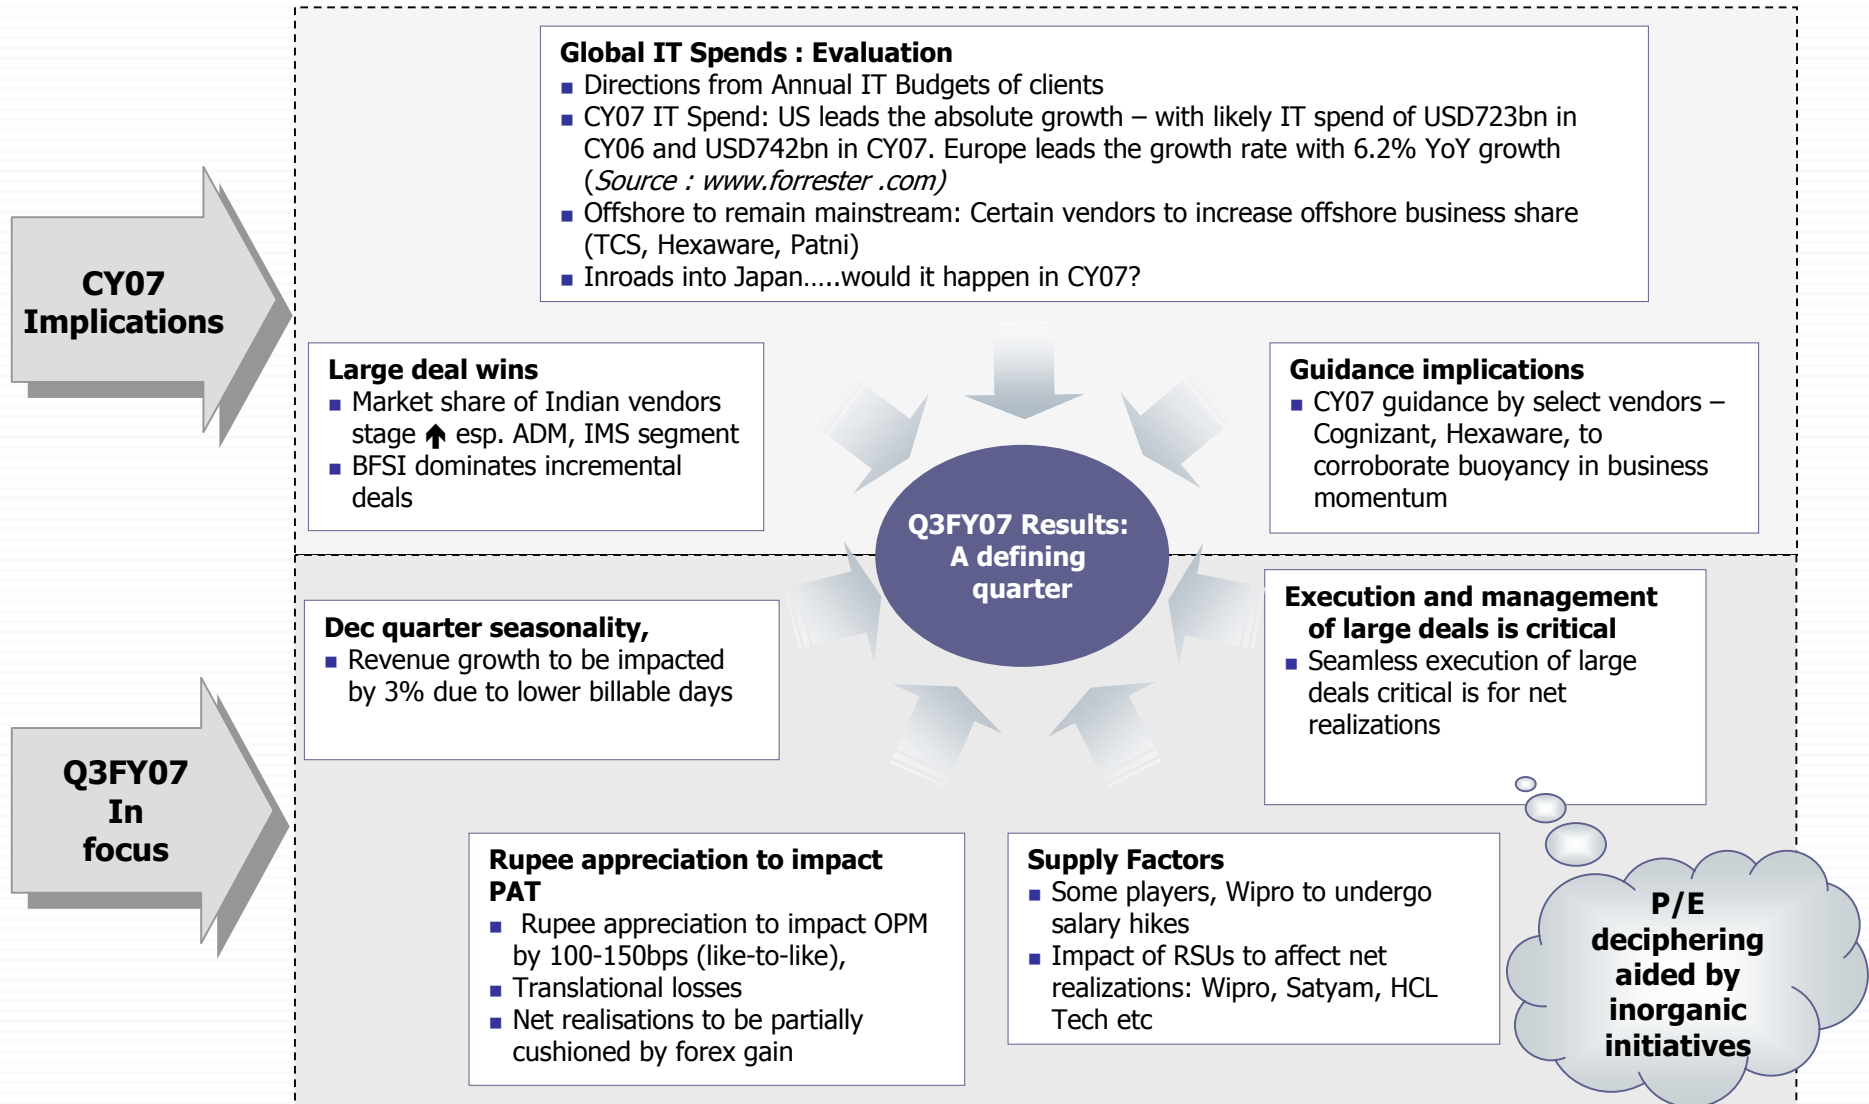 Global IT Spends : Evaluation
■ Directions from Annual IT Budgets of clients
■ CY07 IT Spend: US leads the absolute growth – with likely IT spend of USD723bn in
CY06 and USD742bn in CY07. Europe leads the growth rate with 6.2% YoY growth
(Source : www.forrester .com)
■ Offshore to remain mainstream: Certain vendors to increase offshore business share
(TCS, Hexaware, Patni)
■ Inroads into Japan…..would it happen in CY07?
CY07
Implications
Large deal wins
■ Market share of Indian vendors
stage ↑ esp. ADM, IMS segment
■ BFSI dominates incremental
deals
Guidance implications
■ CY07 guidance by select vendors –
Cognizant, Hexaware, to
corroborate buoyancy in business
momentum
Q3FY07 Results:
A defining
quarter
Dec quarter seasonality,
■ Revenue growth to be impacted
by 3% due to lower billable days
Execution and management
of large deals is critical
■ Seamless execution of large
deals critical is for net
realizations
Q3FY07
In
focus
Rupee appreciation to impact
PAT
■ Rupee appreciation to impact OPM
by 100-150bps (like-to-like),
■ Translational losses
■ Net realisations to be partially
cushioned by forex gain
Supply Factors
■ Some players, Wipro to undergo
salary hikes
■ Impact of RSUs to affect net
realizations: Wipro, Satyam, HCL
Tech etc
P/E
deciphering
aided by
inorganic
initiatives